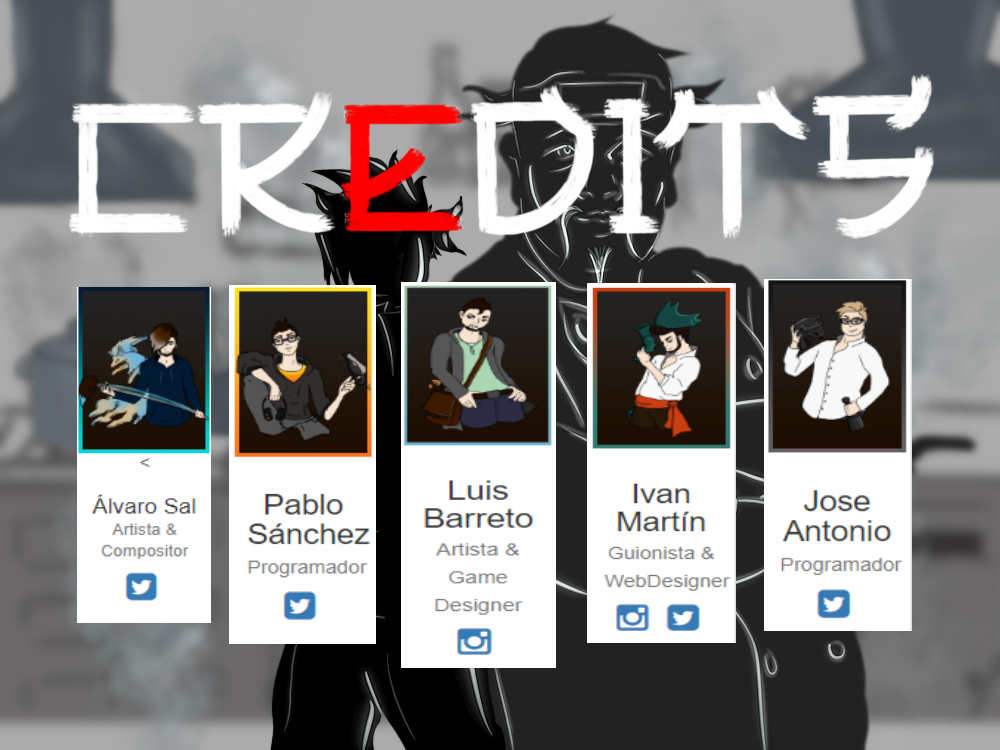 CREDITS
<
Álvaro Sal
Artista &
Compositor
Pablo
Sánchez
Programador
Luis
Barreto
Artista &
Game
Designer
Ivan
Martín
Guionista &
WebDesigner
Jose
Antonio
Programador